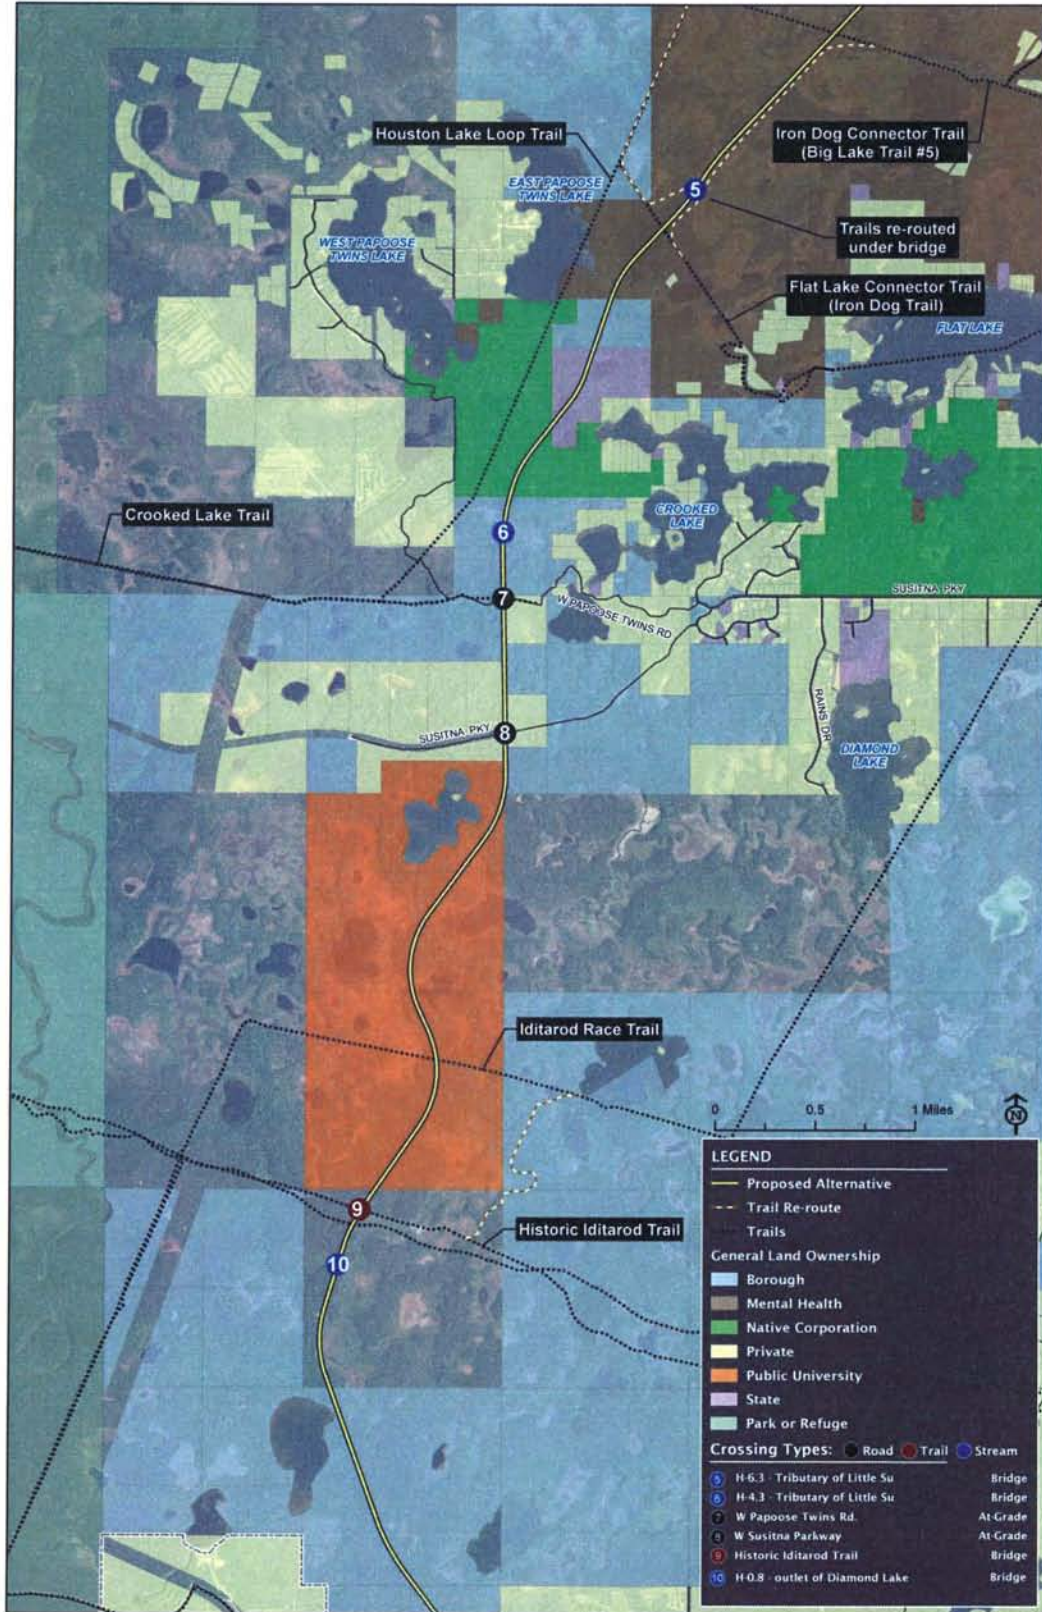 Houston Lake Loop Trail
Iron Dog Connector Trail
(Big Lake Trail #5)
EAST PAPOOSE
TWINS LAKE
5
WEST PAPOOSE
TWINS LAKE
Trails re-routed
under bridge
Flat Lake Connector Trail
(Iron Dog Trail)
FLAT LAKE
Crooked Lake Trail
CROOKED
LAKE
6
SUSITNA PKY
7
W PAPOOSE TWINS RD
RAINS DR
SUSITNA PKY
8
DIAMOND
LAKE
Iditarod Race Trail
0 0.5 1 Miles
N
9
Historic Iditarod Trail
10
LEGEND
Proposed Alternative
Trail Re-route
Trails
General Land Ownership
Borough
Mental Health
Native Corporation
Private
Public University
State
Park or Refuge
Crossing Types: Road Trail Stream
5 H-6.3 - Tributary of Little Su Bridge
6 H-4.3 - Tributary of Little Su Bridge
7 W Papoose Twins Rd. At-Grade
8 W Susitna Parkway At-Grade
9 Historic Iditarod Trail Bridge
10 H-0.8 - outlet of Diamond Lake Bridge